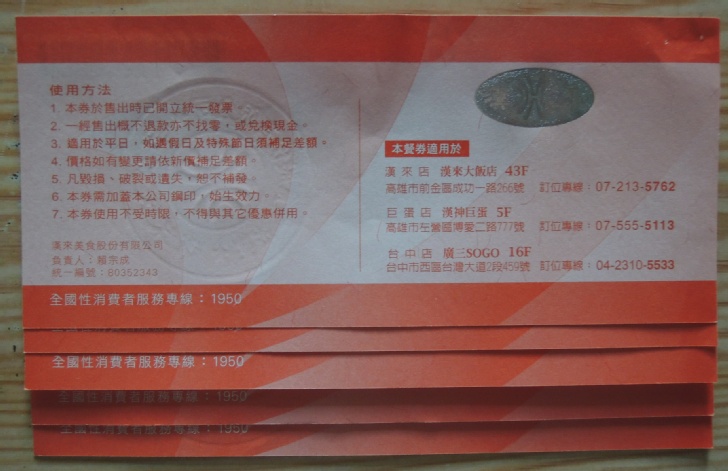 使用方法
1. 本券於售出時已開立統一發票。
2. 一經售出概不退款亦不找零，或兌換現金。
3. 適用於平日，如遇假日及特殊節日須補足差額。
4. 價格如有變更請依新價補足差額。
5. 凡毀損、破裂或遺失，恕不補發。
6. 本券需加蓋本公司鋼印，始生效力。
7. 本券使用不受時限，不得與其它優惠併用。
漢來美食股份有限公司
負責人：賴宗成
統一編號：80352343
全國性消費者服務專線：1950
本餐券適用於
漢來店 漢來大飯店 43F
高雄市前金區成功一路266號 訂位專線：07-213-5762
巨蛋店 漢神巨蛋 5F
高雄市左營區博愛二路777號 訂位專線：07-555-5113
台中店 廣三SOGO 16F
台中市西區台灣大道2段459號 訂位專線：04-2310-5533
全國性消費者服務專線：1950
全國性消費者服務專線：1950
全國性消費者服務專線：1950